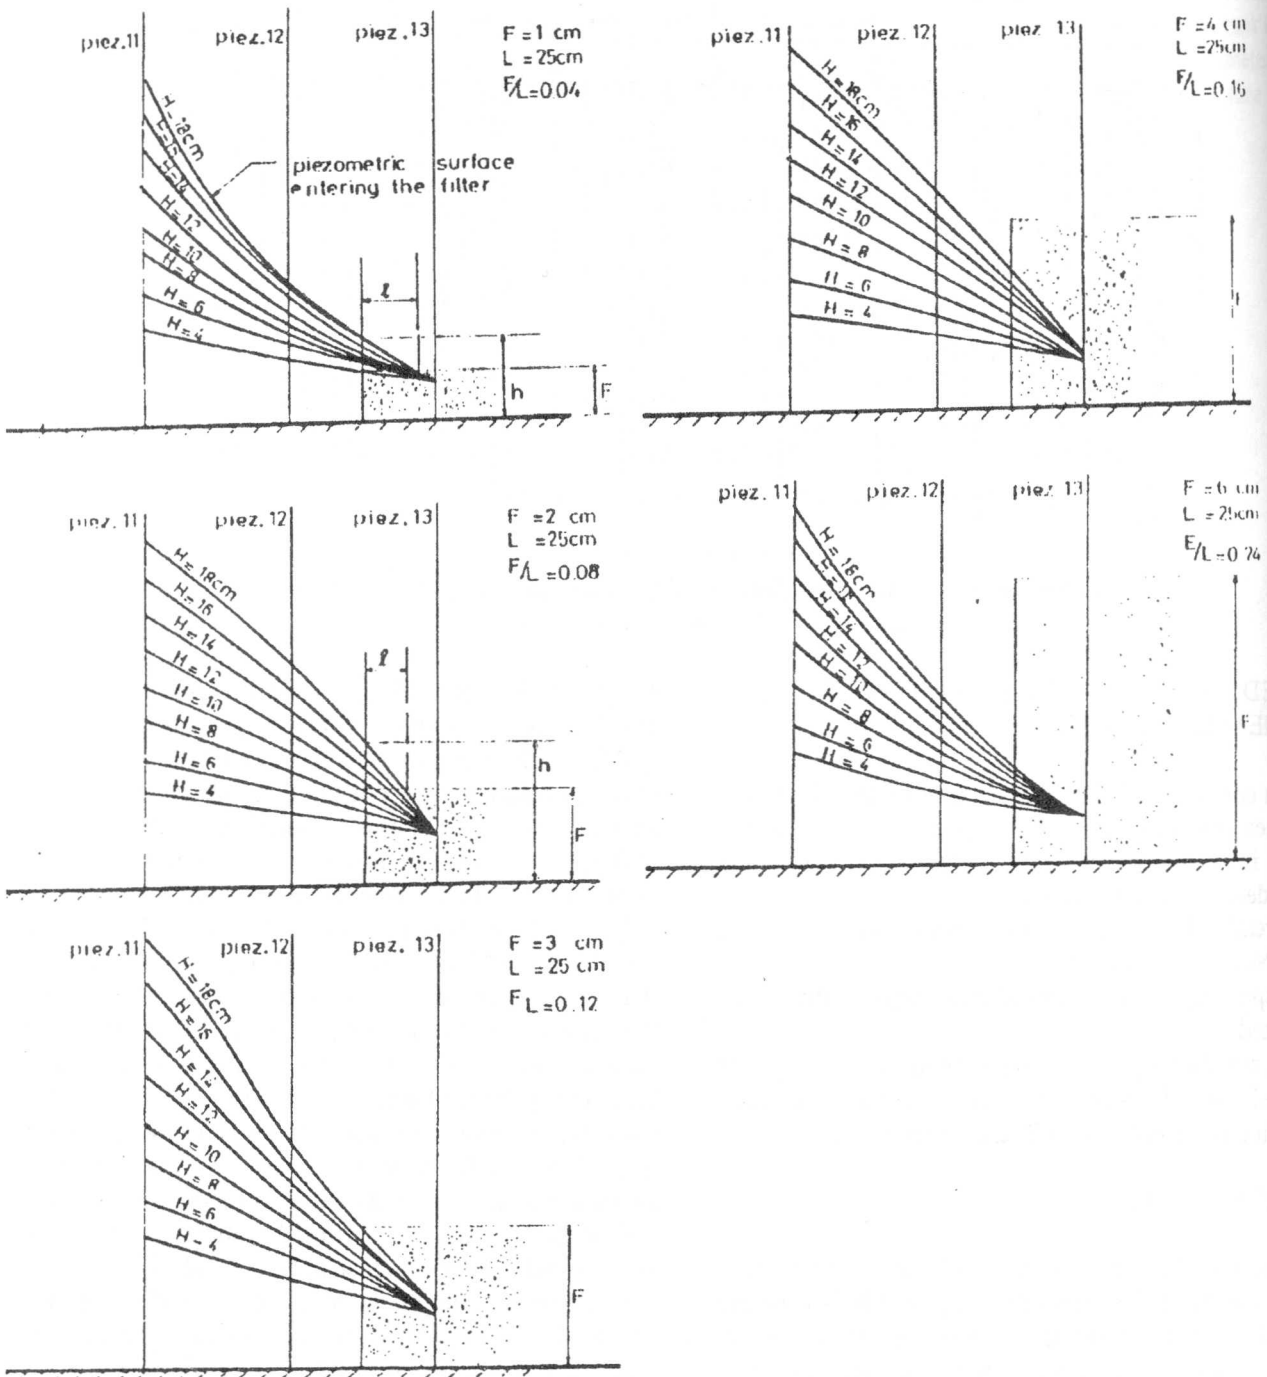 piez.11 piez.12 piez.13
F = 1 cm
L = 25cm
F/L = 0.04
H = 18cm
H = 14
H = 12
H = 10
H = 8
H = 6
H = 4
piezometric surface
entering the filter
ℓ
h
F
piez.11 piez.12 piez 13
F = 4 cm
L = 25cm
F/L = 0.16
H = 18cm
H = 16
H = 14
H = 12
H = 10
H = 8
H = 6
H = 4
piez.11 piez.12 piez.13
F = 2 cm
L = 25cm
F/L = 0.08
H = 18cm
H = 16
H = 14
H = 12
H = 10
H = 8
H = 6
H = 4
ℓ
h
F
piez.11 piez.12 piez 13
F = 6 cm
L = 25cm
/L = 0.24
H = 18cm
H = 14
H = 12
H = 10
H = 8
H = 6
H = 4
F
piez.11 piez.12 piez. 13
F = 3 cm
L = 25 cm
F L = 0.12
H = 18cm
H = 16
H = 14
H = 12
H = 10
H = 8
H = 6
H = 4
F